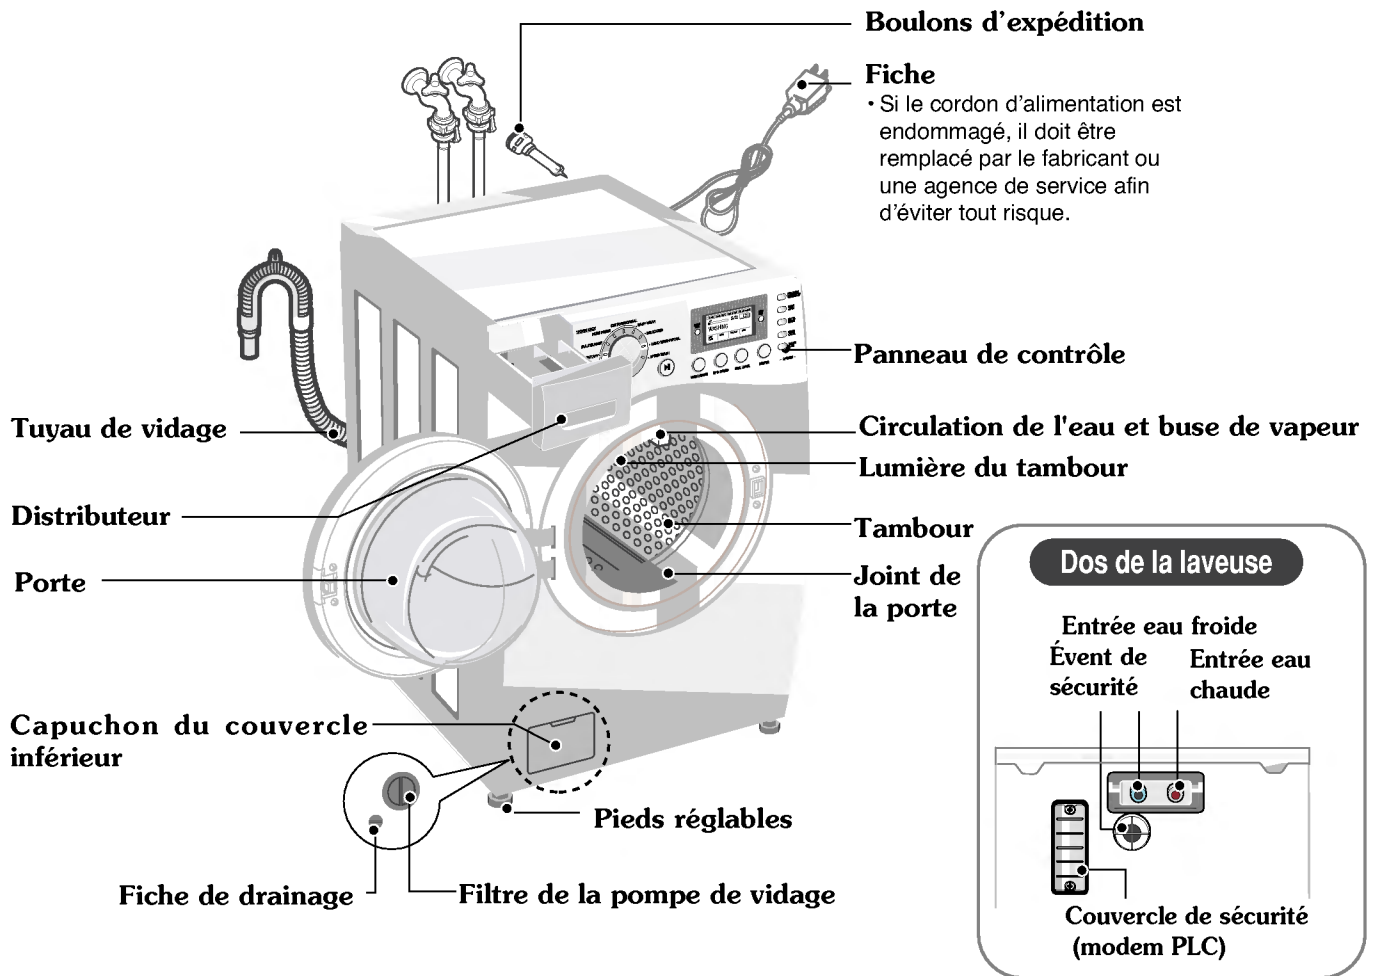 Boulons d'expédition
Fiche
• Si le cordon d'alimentation est
endommagé, il doit être
remplacé par le fabricant ou
une agence de service afin
d'éviter tout risque.
WASHING
Panneau de contrôle
Circulation de l'eau et buse de vapeur
Lumière du tambour
Tambour
Joint de
la porte
Tuyau de vidage
Distributeur
Porte
Capuchon du couvercle
inférieur
Pieds réglables
Fiche de drainage
Filtre de la pompe de vidage
Dos de la laveuse
Entrée eau froide
Évent de
sécurité
Entrée eau
chaude
Couvercle de sécurité
(modem PLC)